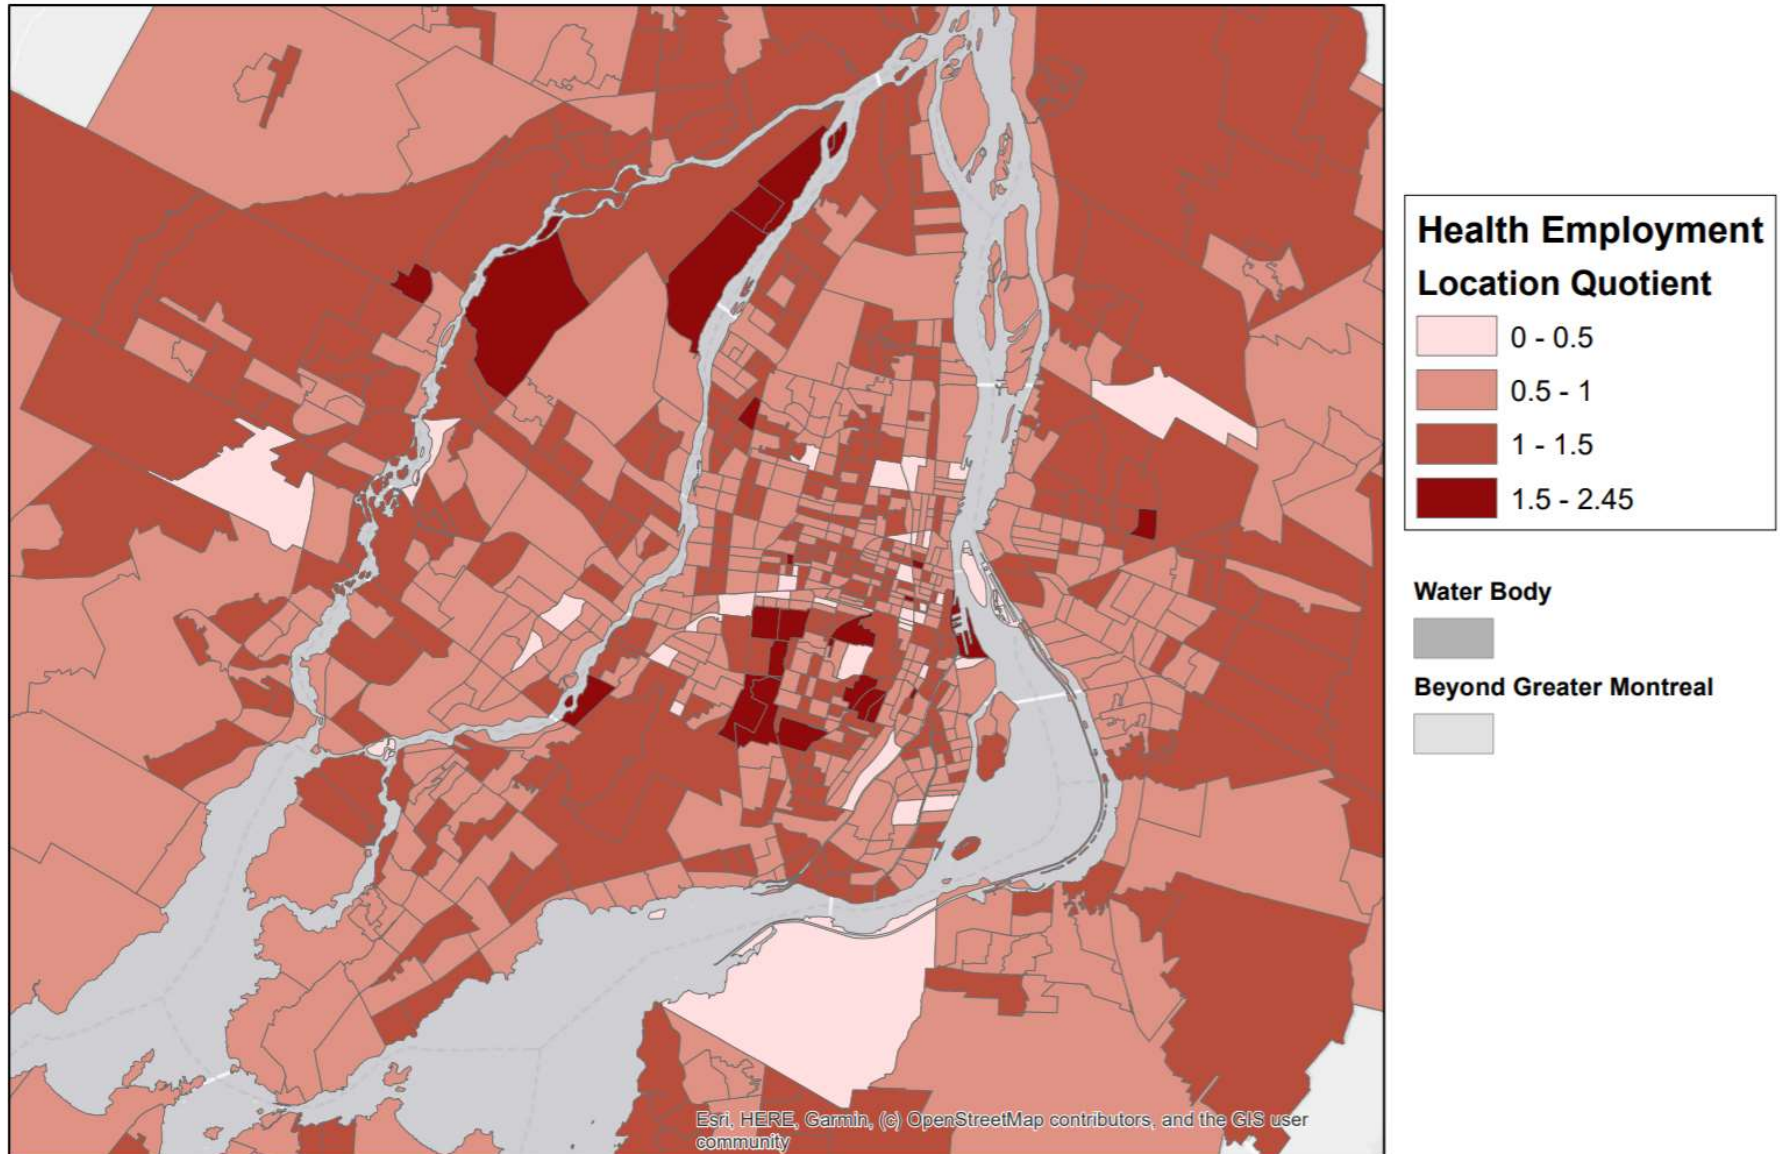 Health Employment
Location Quotient
0 - 0.5
0.5 - 1
1 - 1.5
1.5 - 2.45
Water Body
Beyond Greater Montreal
Esri, HERE, Garmin, (c) OpenStreetMap contributors, and the GIS user
community